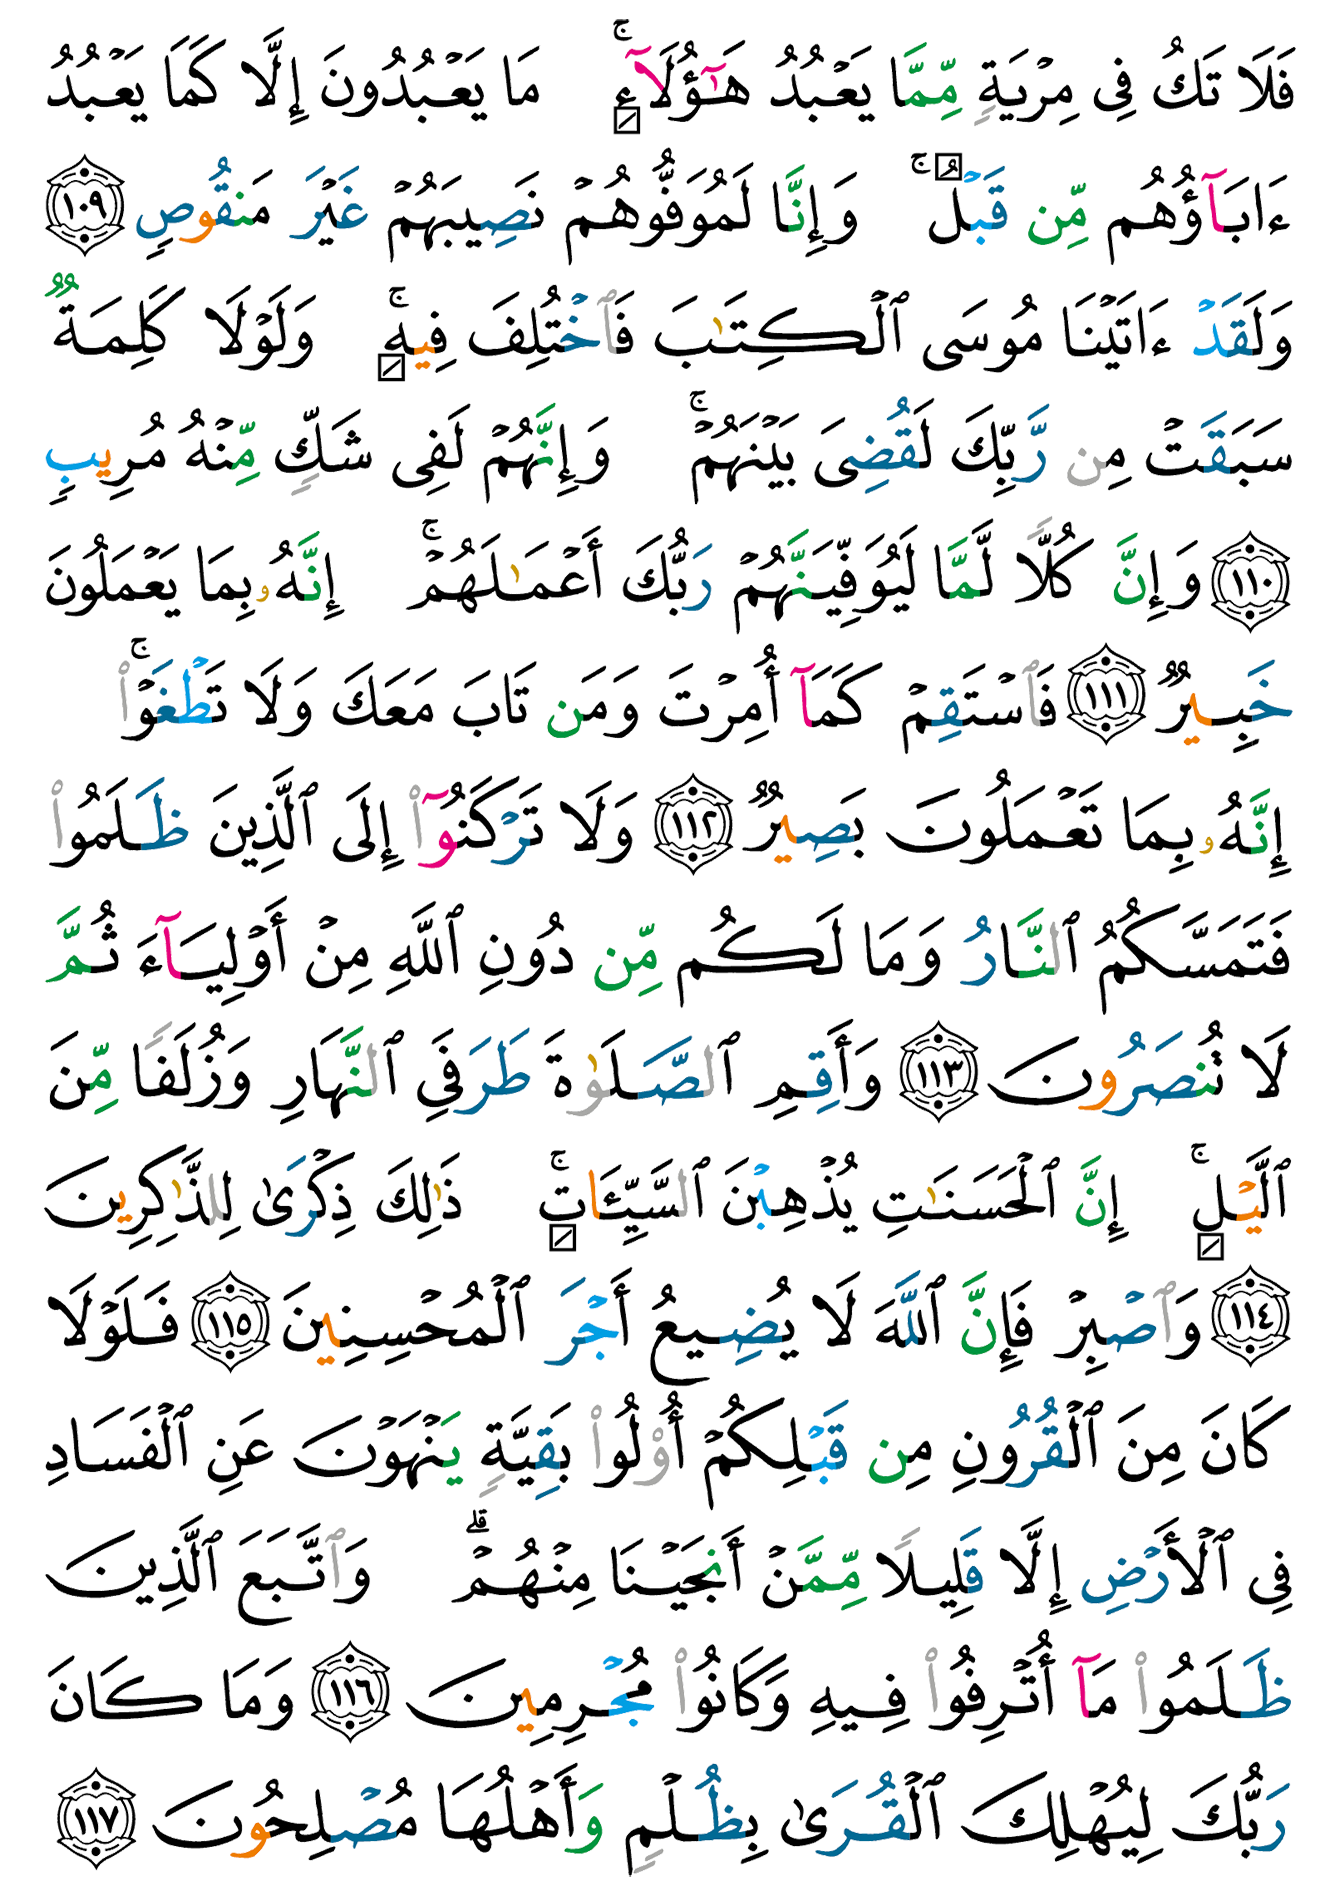 فَلَا تَكُ فِى مِرْيَةٍ مِّمَّا يَعْبُدُ هَـٰٓؤُلَآءِ ۚ مَا يَعْبُدُونَ إِلَّا كَمَا يَعْبُدُ
ءَابَآؤُهُم مِّن قَبْلُ ۚ وَإِنَّا لَمُوَفُّوهُمْ نَصِيبَهُمْ غَيْرَ مَنقُوصٍ ١٠٩
وَلَقَدْ ءَاتَيْنَا مُوسَى ٱلْكِتَـٰبَ فَٱخْتُلِفَ فِيهِ ۚ وَلَوْلَا كَلِمَةٌ
سَبَقَتْ مِن رَّبِّكَ لَقُضِىَ بَيْنَهُمْ ۚ وَإِنَّهُمْ لَفِى شَكٍّ مِّنْهُ مُرِيبٍ
١١٠ وَإِنَّ كُلًّا لَّمَّا لَيُوَفِّيَنَّهُمْ رَبُّكَ أَعْمَـٰلَهُمْ ۚ إِنَّهُۥ بِمَا يَعْمَلُونَ
خَبِيرٌ ١١١ فَٱسْتَقِمْ كَمَآ أُمِرْتَ وَمَن تَابَ مَعَكَ وَلَا تَطْغَوْا۟ ۚ
إِنَّهُۥ بِمَا تَعْمَلُونَ بَصِيرٌ ١١٢ وَلَا تَرْكَنُوٓا۟ إِلَى ٱلَّذِينَ ظَلَمُوا۟
فَتَمَسَّكُمُ ٱلنَّارُ وَمَا لَكُم مِّن دُونِ ٱللَّهِ مِنْ أَوْلِيَآءَ ثُمَّ
لَا تُنصَرُونَ ١١٣ وَأَقِمِ ٱلصَّلَوٰةَ طَرَفَىِ ٱلنَّهَارِ وَزُلَفًا مِّنَ
ٱلَّيْلِ ۚ إِنَّ ٱلْحَسَنَـٰتِ يُذْهِبْنَ ٱلسَّيِّـَٔاتِ ۚ ذَٰلِكَ ذِكْرَىٰ لِلذَّٰكِرِينَ
١١٤ وَٱصْبِرْ فَإِنَّ ٱللَّهَ لَا يُضِيعُ أَجْرَ ٱلْمُحْسِنِينَ ١١٥ فَلَوْلَا
كَانَ مِنَ ٱلْقُرُونِ مِن قَبْلِكُمْ أُو۟لُوا۟ بَقِيَّةٍ يَنْهَوْنَ عَنِ ٱلْفَسَادِ
فِى ٱلْأَرْضِ إِلَّا قَلِيلًا مِّمَّنْ أَنجَيْنَا مِنْهُمْ ۗ وَٱتَّبَعَ ٱلَّذِينَ
ظَلَمُوا۟ مَآ أُتْرِفُوا۟ فِيهِ وَكَانُوا۟ مُجْرِمِينَ ١١٦ وَمَا كَانَ
رَبُّكَ لِيُهْلِكَ ٱلْقُرَىٰ بِظُلْمٍ وَأَهْلُهَا مُصْلِحُونَ ١١٧